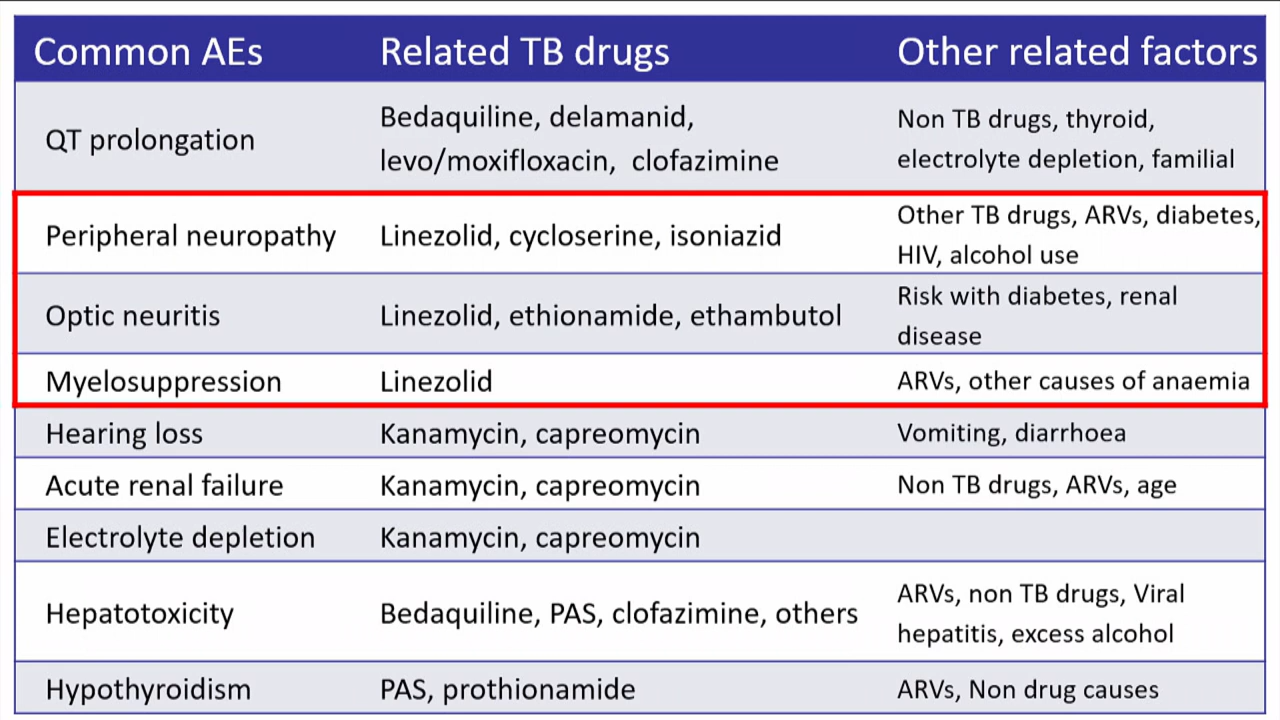 Common AEs Related TB drugs Other related factors
QT prolongation Bedaquiline, delamanid, levo/moxifloxacin, clofazimine Non TB drugs, thyroid, electrolyte depletion, familial
Peripheral neuropathy Linezolid, cycloserine, isoniazid Other TB drugs, ARVs, diabetes, HIV, alcohol use
Optic neuritis Linezolid, ethionamide, ethambutol Risk with diabetes, renal disease
Myelosuppression Linezolid ARVs, other causes of anaemia
Hearing loss Kanamycin, capreomycin Vomiting, diarrhoea
Acute renal failure Kanamycin, capreomycin Non TB drugs, ARVs, age
Electrolyte depletion Kanamycin, capreomycin
Hepatotoxicity Bedaquiline, PAS, clofazimine, others ARVs, non TB drugs, Viral hepatitis, excess alcohol
Hypothyroidism PAS, prothionamide ARVs, Non drug causes